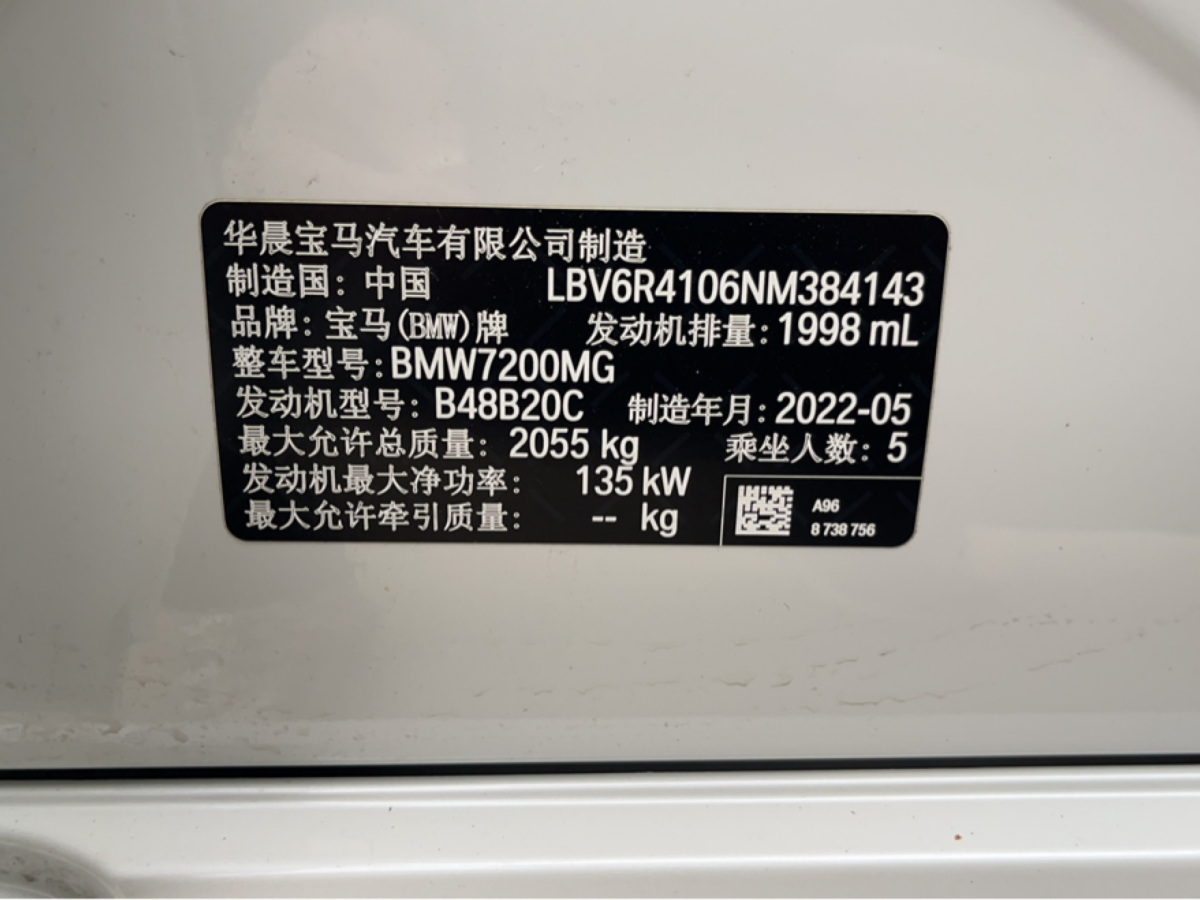 华晨宝马汽车有限公司制造
制造国：中国 LBV6R4106NM384143
品牌：宝马(BMW)牌 发动机排量：1998 mL
整车型号：BMW7200MG
发动机型号：B48B20C 制造年月：2022-05
最大允许总质量：2055 kg 乘坐人数：5
发动机最大净功率：135 kW
最大允许牵引质量：-- kg
A96
8 738 756